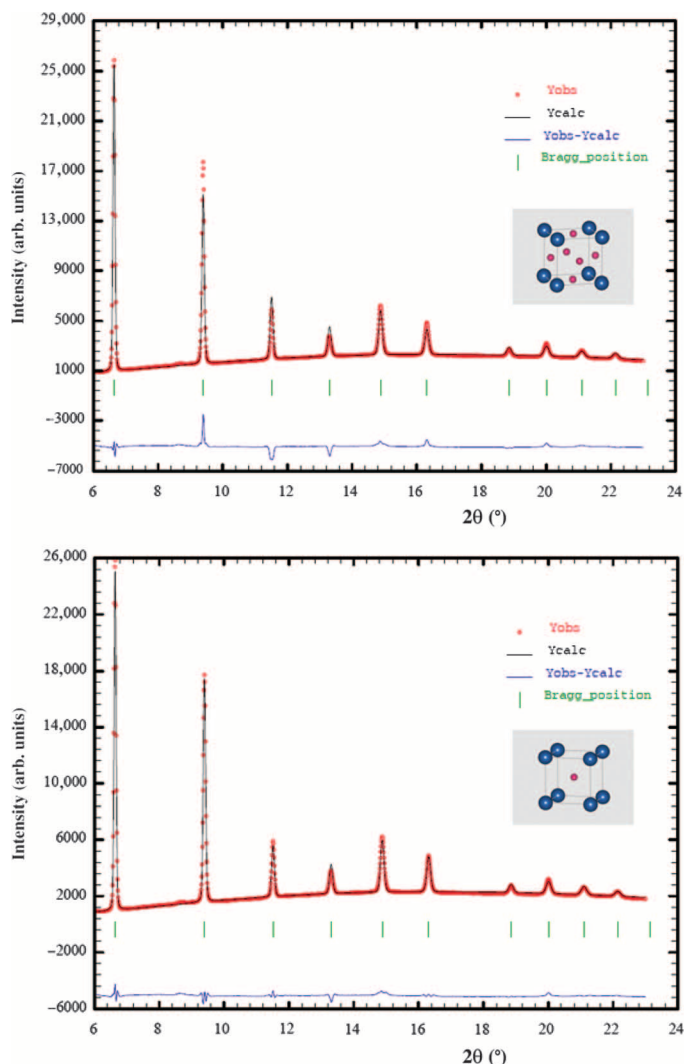 29,000
25,000
21,000
17,000
13,000
9000
5000
1000
−3000
−7000
Intensity (arb. units)
Yobs
Ycalc
Yobs-Ycalc
Bragg_position
6 8 10 12 14 16 18 20 22 24
2θ (°)
26,000
22,000
18,000
14,000
10,000
6000
2000
−2000
−6000
Intensity (arb. units)
Yobs
Ycalc
Yobs-Ycalc
Bragg_position
6 8 10 12 14 16 18 20 22 24
2θ (°)